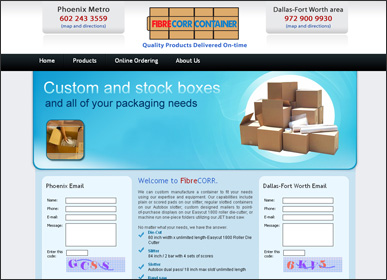 Phoenix Metro
602 243 3559
(map and directions)
FIBRECORR CONTAINER
Quality Products Delivered On-time
Dallas-Fort Worth area
972 900 9930
(map and directions)
Home Products Online Ordering About Us
Custom and stock boxes
and all of your packaging needs
Phoenix Email
Name:
Phone:
E-mail:
Message:
Enter the
code:
Welcome to FibreCORR.
We can custom manufacture a container to fit your needs
using our expertise and equipment. Our capabilities include
plain or scored pads on our slitter, regular slotted containers
on our Autobox slotter, custom designed mailers to point-
of-purchase displays on our Easycut 1800 roller die cutter, or
machine run one piece folders utilizing our JET band saw.
No matter what your needs, we have the answer:
Die-Cut
60 inch width x unlimited length Easycut 1800 Roller Die
Cutter
Slitter
84 inch / 2 bar with 4 sets of scores
Slotter
Autobox dual pass/ 18 inch max slot/ unlimited length
Band saw
Dallas-Fort Worth Email
Name:
Phone:
E-mail:
Message:
Enter the
code: